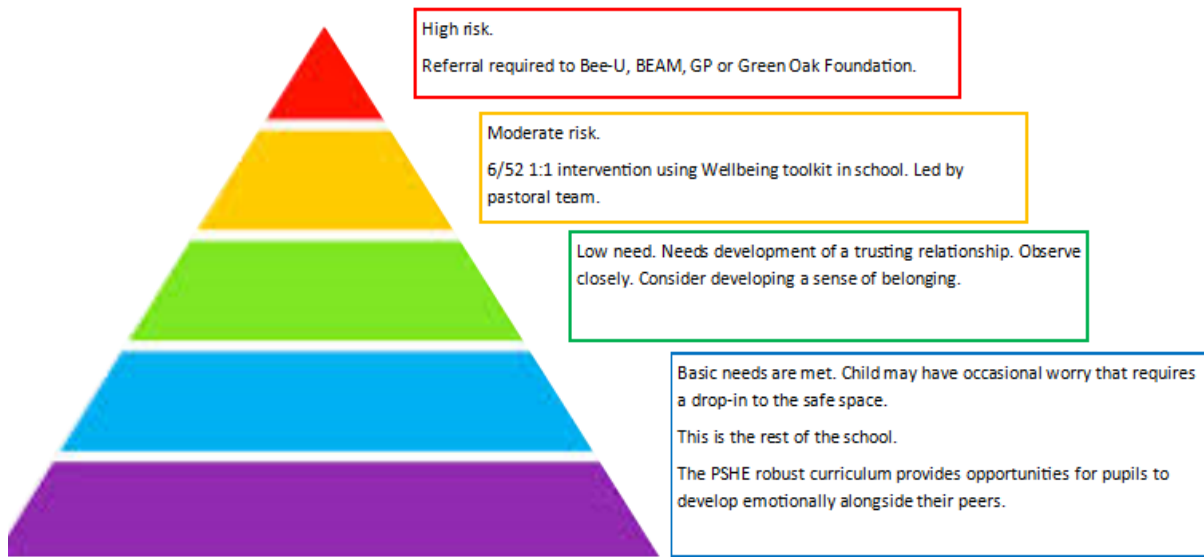 High risk.
Referral required to Bee-U, BEAM, GP or Green Oak Foundation.
Moderate risk.
6/52 1:1 intervention using Wellbeing toolkit in school. Led by
pastoral team.
Low need. Needs development of a trusting relationship. Observe
closely. Consider developing a sense of belonging.
Basic needs are met. Child may have occasional worry that requires
a drop-in to the safe space.
This is the rest of the school.
The PSHE robust curriculum provides opportunities for pupils to
develop emotionally alongside their peers.